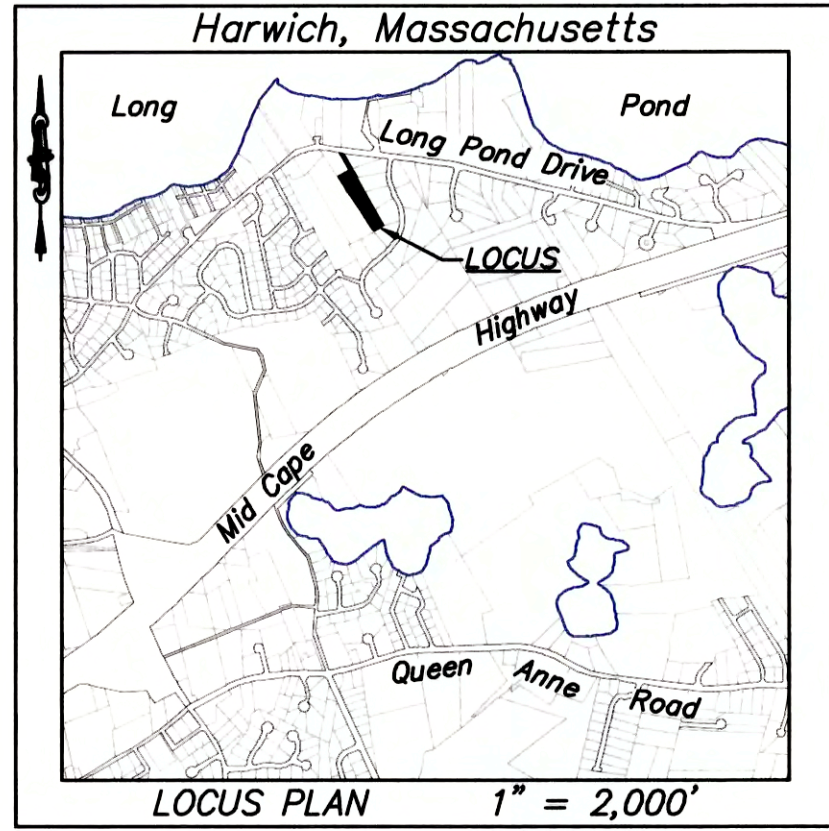 Harwich, Massachusetts
Long
Pond
Long Pond Drive
LOCUS
Highway
Mid Cape
Queen Anne Road
LOCUS PLAN 1" = 2,000'